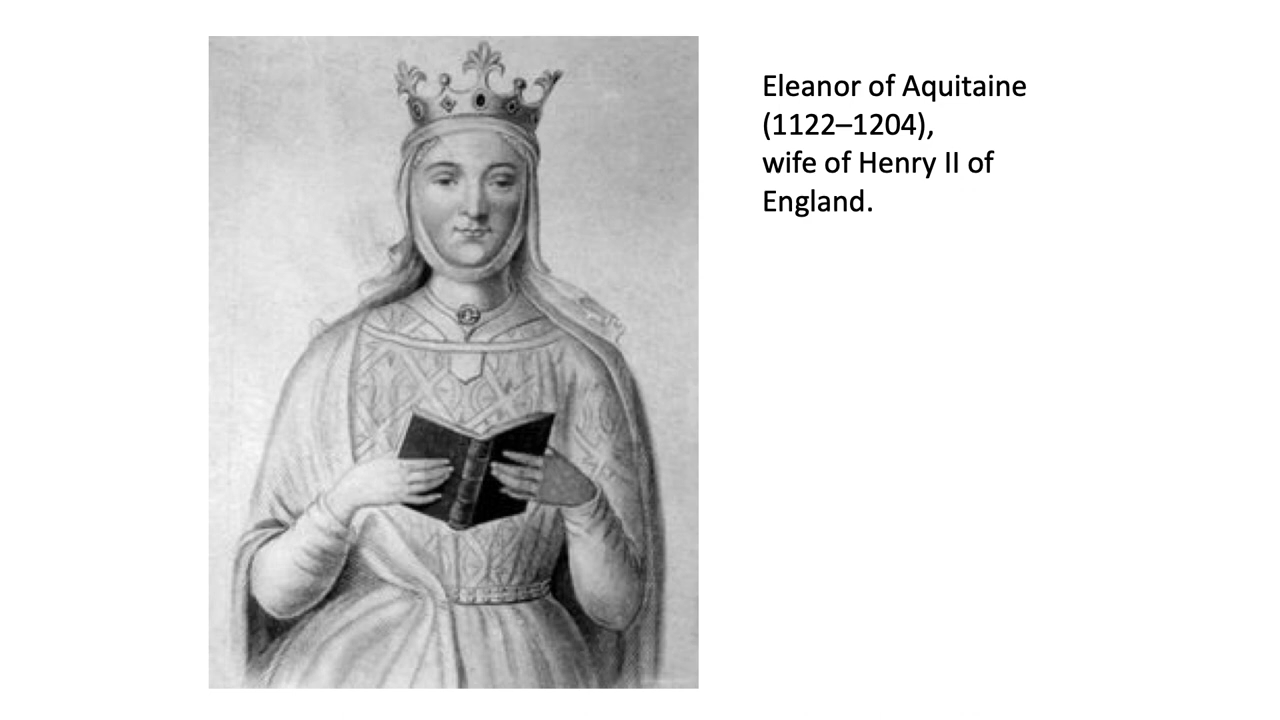 Eleanor of Aquitaine
(1122–1204),
wife of Henry II of
England.